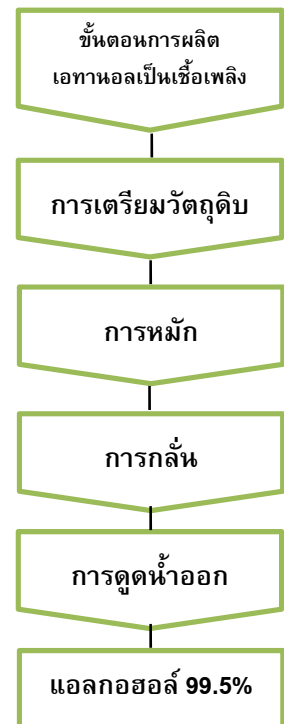 ขั้นตอนการผลิต
เอทานอลเป็นเชื้อเพลิง
การเตรียมวัตถุดิบ
การหมัก
การกลั่น
การดูดน้ำออก
แอลกอฮอล์ 99.5%